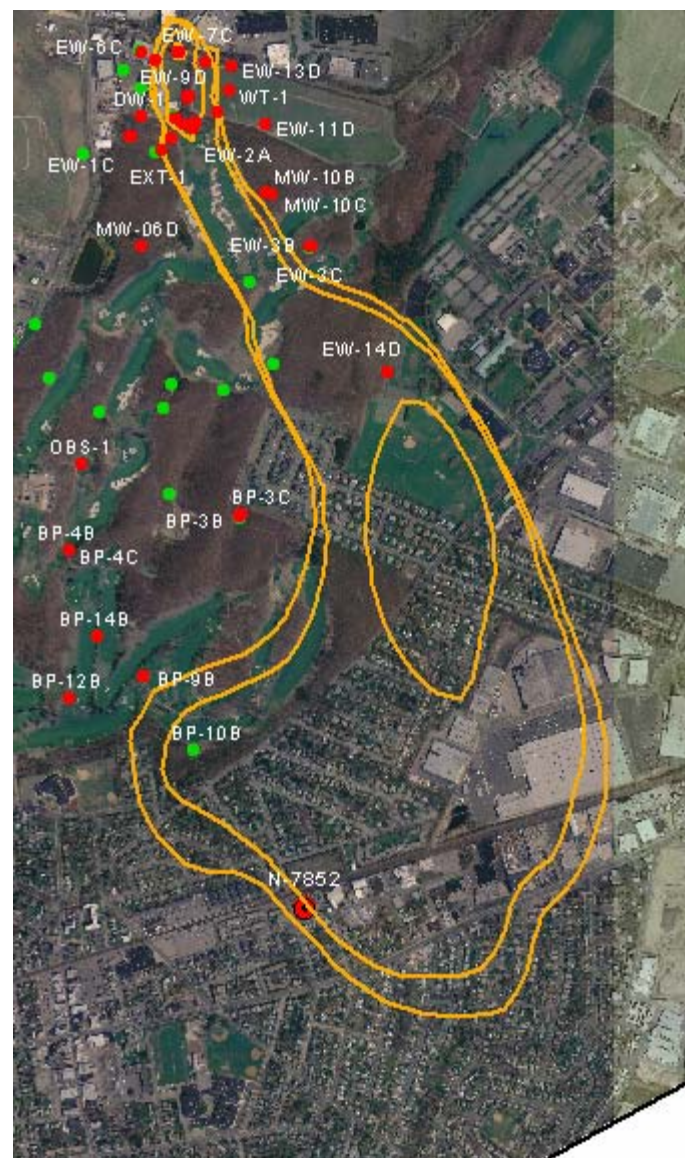 EW-6C
EW-7C
EW-9D
EW-13D
DW-1
WT-1
EW-11D
EW-1C
EW-2A
EXT-1
MW-10B
MW-10C
MW-06D
EW-3B
EW-3C
EW-14D
OBS-1
BP-3C
BP-3B
BP-4B
BP-4C
BP-14B
BP-9B
BP-12B
BP-10B
N-7852